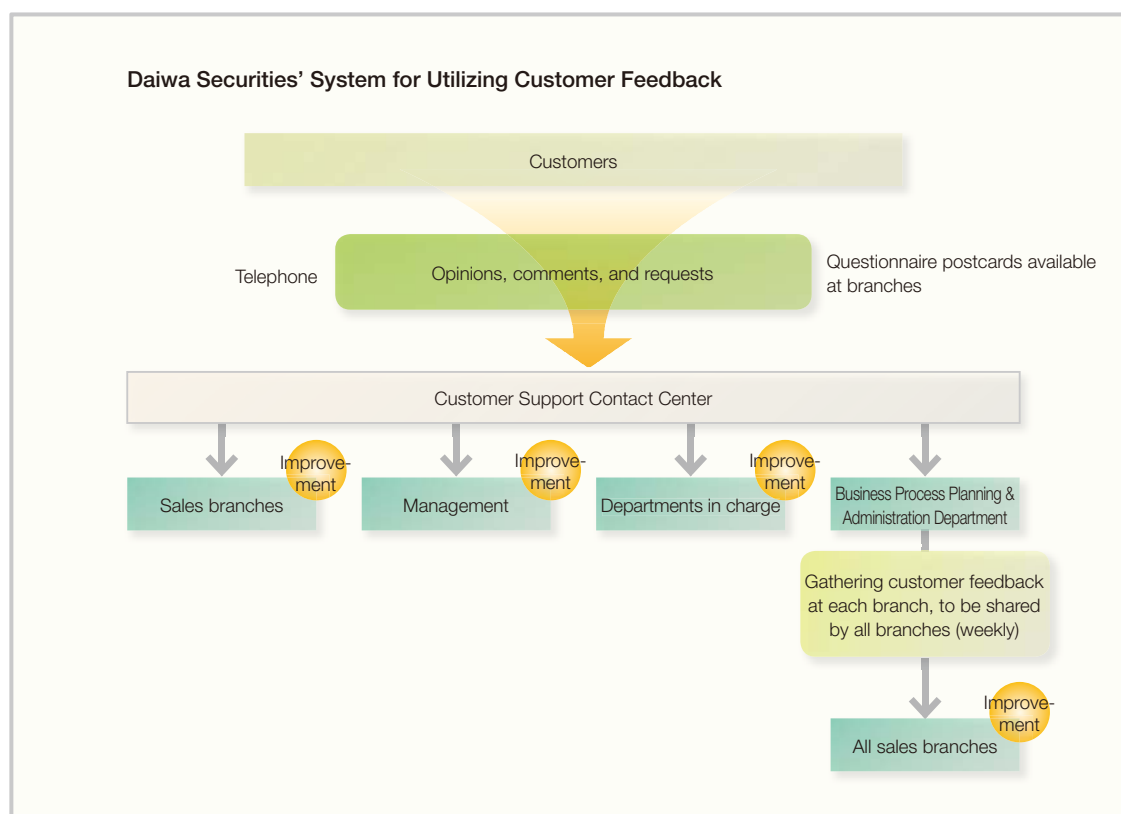 Daiwa Securities’ System for Utilizing Customer Feedback
Customers
Telephone
Opinions, comments, and requests
Questionnaire postcards available
at branches
Customer Support Contact Center
Improve-
ment
Sales branches
Improve-
ment
Management
Improve-
ment
Departments in charge
Business Process Planning &
Administration Department
Gathering customer feedback
at each branch, to be shared
by all branches (weekly)
Improve-
ment
All sales branches